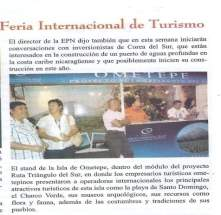 Feria Internacional de Turismo
El director de la EPN dijo también que en esta semana iniciarán
conversaciones con inversionistas de Corea del Sur, que están
interesados en la construcción de un puerto de aguas profundas en
la costa caribe nicaragüense y que posiblemente inicien su cons-
trucción en este año.
OMETEPE
El stand de la Isla de Ometepe, dentro del módulo del proyecto
Ruta Triángulo del Sur, en donde los empresarios turísticos ome-
tepinos presentaron a operadores internacionales los principales
atractivos turísticos de esta isla como la playa de Santo Domingo,
el Charco Verde, sus museos arqueológicos, sus recursos como
flora y fauna, además de las costumbres y tradiciones de sus
pueblos.